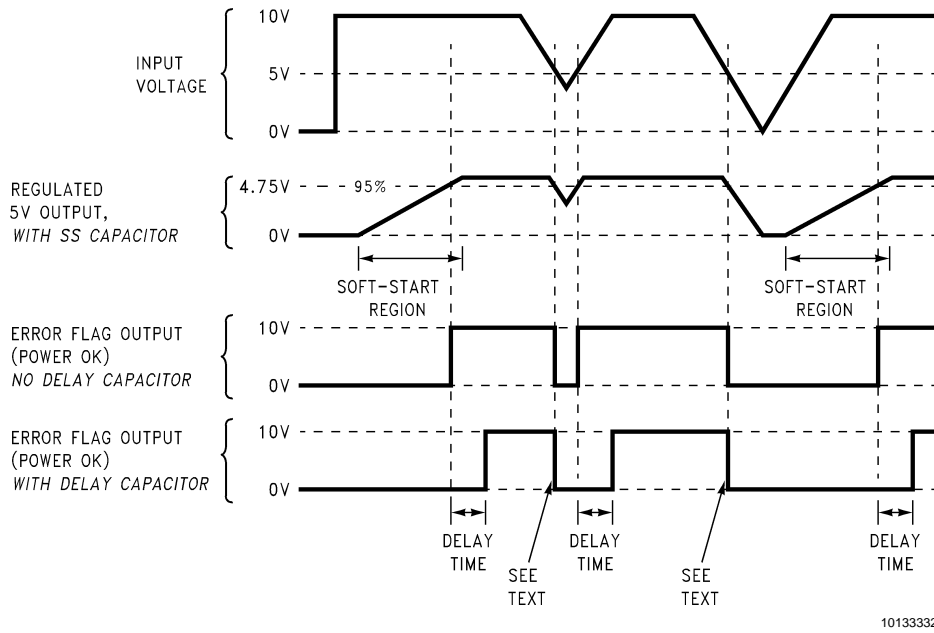 INPUT
VOLTAGE
10V
5V
0V
REGULATED
5V OUTPUT,
WITH SS CAPACITOR
4.75V
95%
0V
SOFT-START
REGION
SOFT-START
REGION
ERROR FLAG OUTPUT
(POWER OK)
NO DELAY CAPACITOR
10V
0V
ERROR FLAG OUTPUT
(POWER OK)
WITH DELAY CAPACITOR
10V
0V
DELAY
TIME
SEE
TEXT
DELAY
TIME
SEE
TEXT
DELAY
TIME
10133332